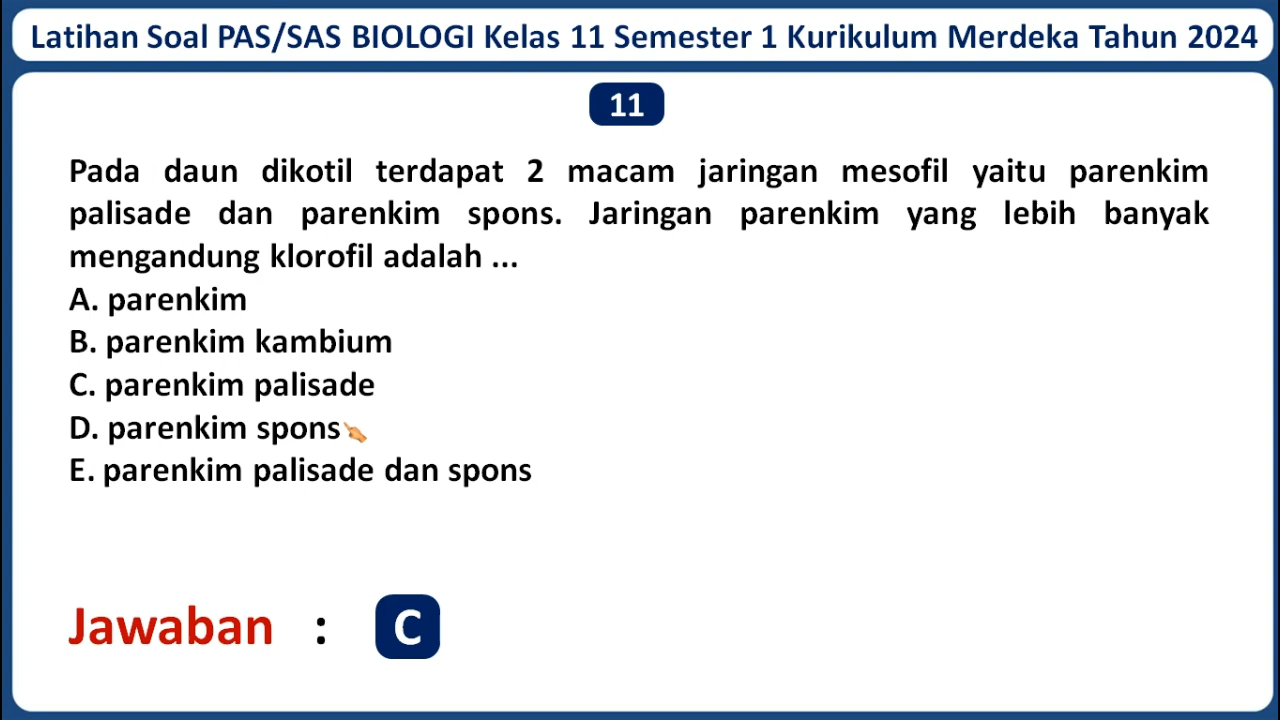 Latihan Soal PAS/SAS BIOLOGI Kelas 11 Semester 1 Kurikulum Merdeka Tahun 2024
11
Pada daun dikotil terdapat 2 macam jaringan mesofil yaitu parenkim
palisade dan parenkim spons. Jaringan parenkim yang lebih banyak
mengandung klorofil adalah ...
A. parenkim
B. parenkim kambium
C. parenkim palisade
D. parenkim spons
E. parenkim palisade dan spons
Jawaban : C